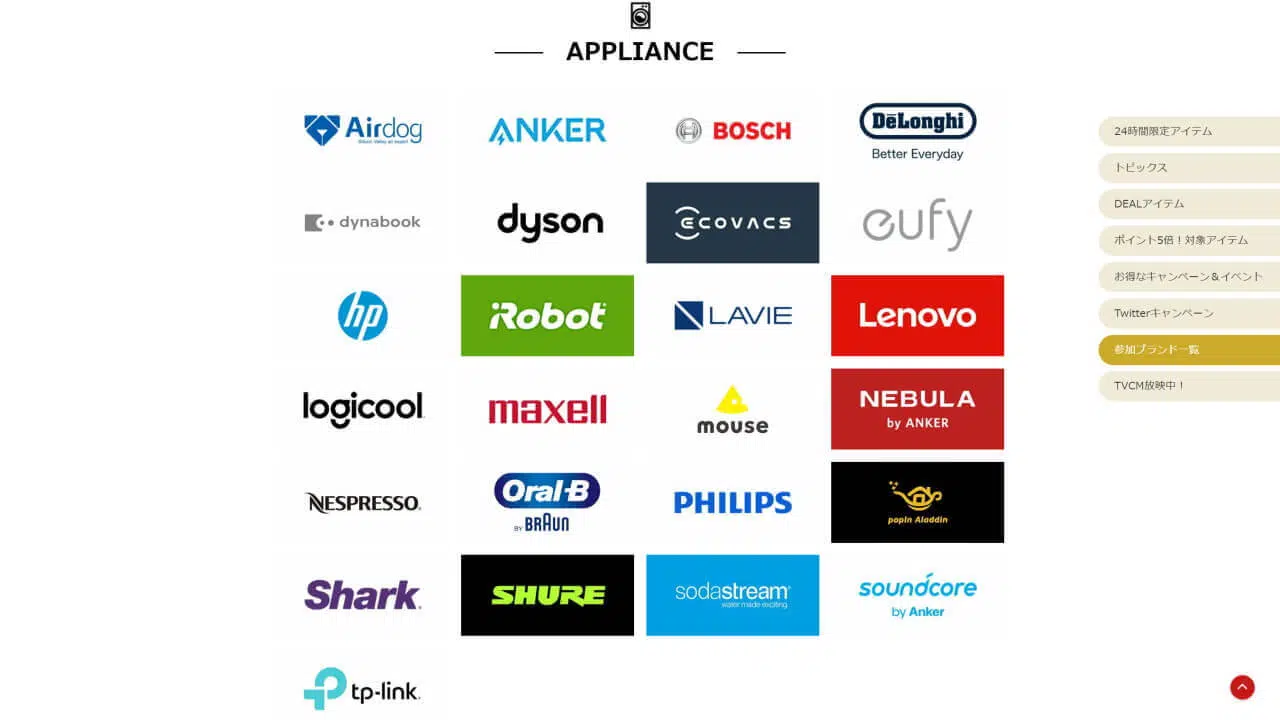 APPLIANCE
Airdog
ANKER
BOSCH
DeLonghi
Better Everyday
dynabook
dyson
ECOVACS
eufy
hp
iRobot
LAVIE
Lenovo
logicool
maxell
mouse
NEBULA
by ANKER
NESPRESSO
Oral-B
BY BRAUN
PHILIPS
popIn Aladdin
Shark
SHURE
sodastream
water made exciting
soundcore
by Anker
tp-link
24時間限定アイテム
トピックス
DEALアイテム
ポイント5倍！対象アイテム
お得なキャンペーン＆イベント
Twitterキャンペーン
参加ブランド一覧
TVCM放映中！